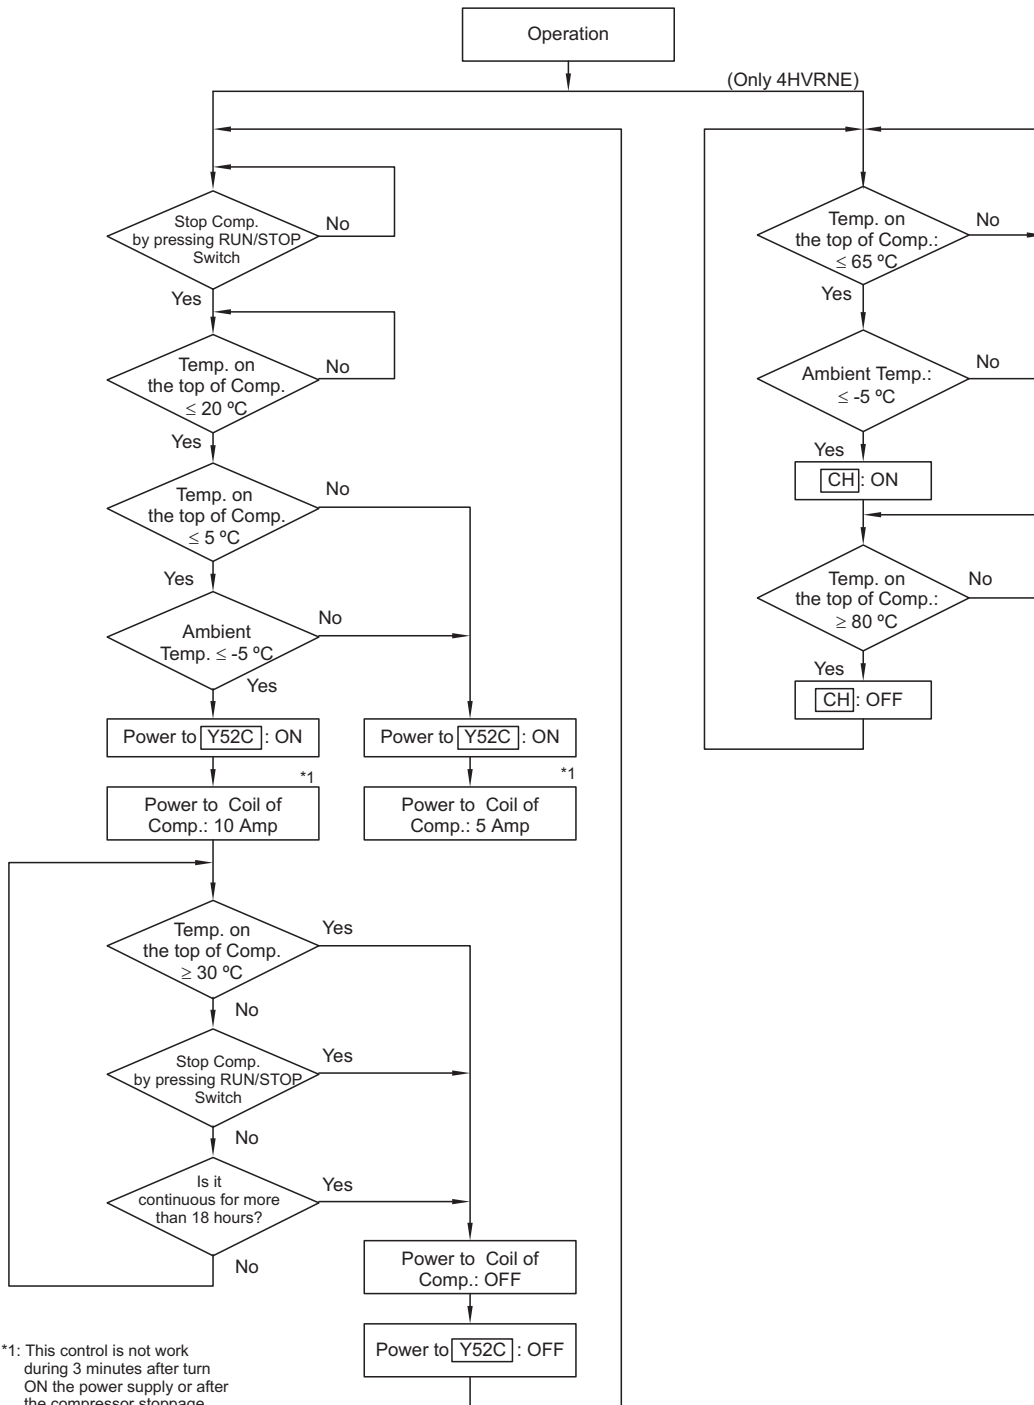 Operation
(Only 4HVRNE)
Stop Comp.
by pressing RUN/STOP
Switch
No
Yes
Temp. on
the top of Comp.
≤ 20 ºC
No
Yes
Temp. on
the top of Comp.
≤ 5 ºC
No
Yes
Ambient
Temp. ≤ -5 ºC
No
Yes
Power to Y52C : ON
Power to Y52C : ON
*1
Power to Coil of
Comp.: 10 Amp
*1
Power to Coil of
Comp.: 5 Amp
Temp. on
the top of Comp.
≥ 30 ºC
Yes
No
Stop Comp.
by pressing RUN/STOP
Switch
Yes
No
Is it
continuous for more
than 18 hours?
Yes
No
Power to Coil of
Comp.: OFF
Power to Y52C : OFF
Temp. on
the top of Comp.:
≤ 65 ºC
No
Yes
Ambient Temp.:
≤ -5 ºC
No
Yes
CH : ON
Temp. on
the top of Comp.:
≥ 80 ºC
No
Yes
CH : OFF
*1: This control is not work
during 3 minutes after turn
ON the power supply or after
the compressor stoppage